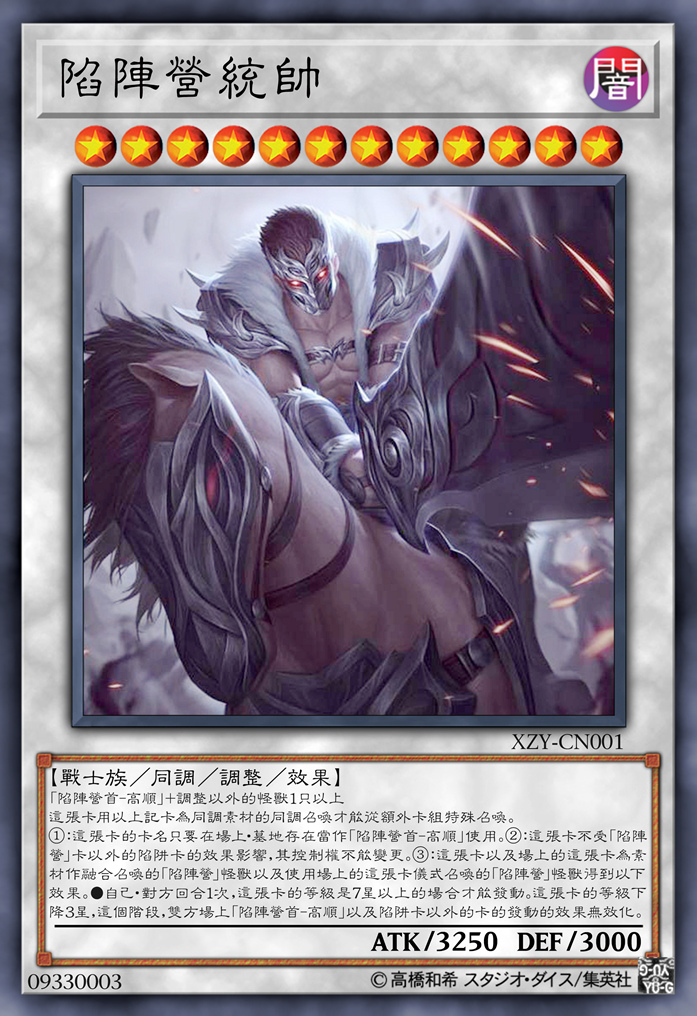 陷陣營統帥
闇
XZY-CN001
【戰士族／同調／調整／效果】
「陷陣營首-高順」+調整以外的怪獸1只以上
這張卡用以上記卡為同調素材的同調召喚才能從額外卡組特殊召喚。
①:這張卡的卡名只要在場上·墓地存在當作「陷陣營首-高順」使用。②:這張卡不受「陷陣
營」卡以外的陷阱卡的效果影響,其控制權不能變更。③:這張卡以及場上的這張卡為素
材作融合召喚的「陷陣營」怪獸以及使用場上的這張卡儀式召喚的「陷陣營」怪獸得到以下
效果。●自己·對方回合1次,這張卡的等級是7星以上的場合才能發動。這張卡的等級下
降3星,這個階段,雙方場上「陷陣營首-高順」以及陷阱卡以外的卡的發動的效果無效化。
ATK/3250 DEF/3000
09330003
©高橋和希 スタジオ·ダイス/集英社